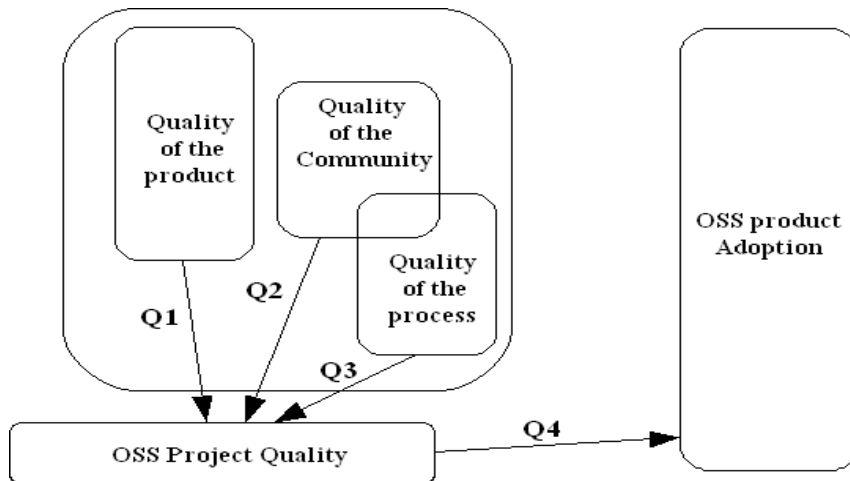 Quality
of the
product
Quality
of the
Community
Quality
of the
process
OSS product
Adoption
Q1
Q2
Q3
Q4
OSS Project Quality